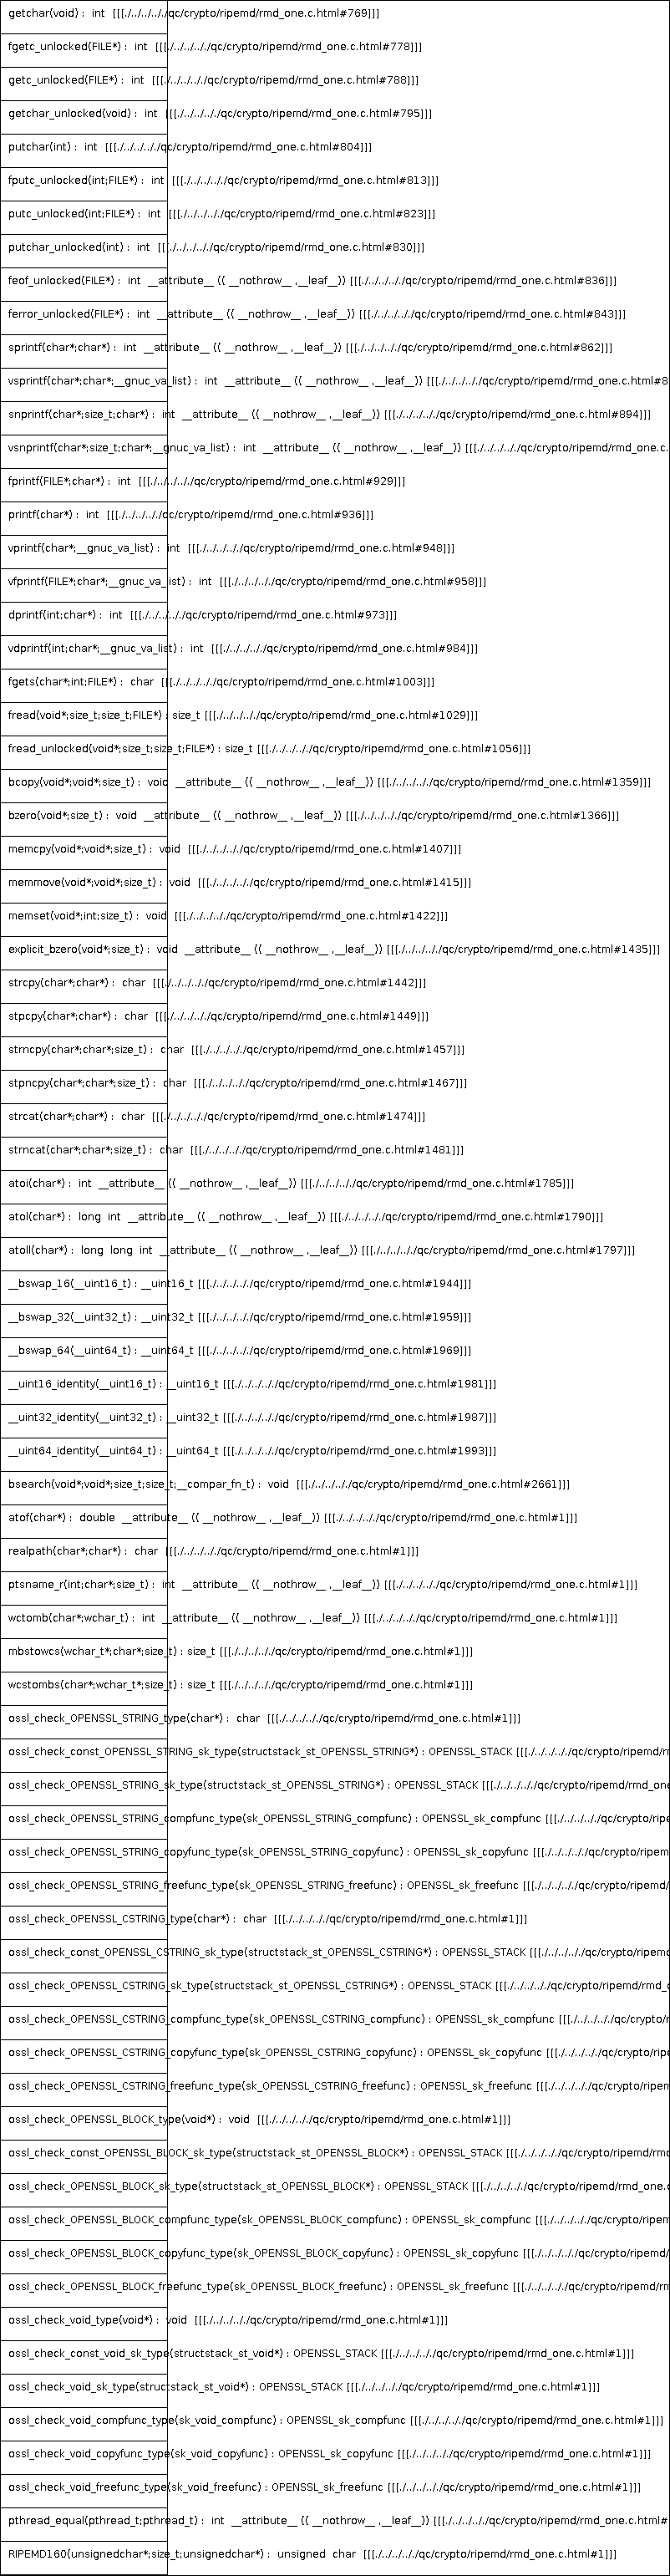 getchar(void) : int [[[./../../../../qc/crypto/ripemd/rmd_one.c.html#769]]]
fgetc_unlocked(FILE*) : int [[[./../../../../qc/crypto/ripemd/rmd_one.c.html#778]]]
getc_unlocked(FILE*) : int [[[./../../../../qc/crypto/ripemd/rmd_one.c.html#788]]]
getchar_unlocked(void) : int [[[./../../../../qc/crypto/ripemd/rmd_one.c.html#795]]]
putchar(int) : int [[[./../../../../qc/crypto/ripemd/rmd_one.c.html#804]]]
fputc_unlocked(int;FILE*) : int [[[./../../../../qc/crypto/ripemd/rmd_one.c.html#813]]]
putc_unlocked(int;FILE*) : int [[[./../../../../qc/crypto/ripemd/rmd_one.c.html#823]]]
putchar_unlocked(int) : int [[[./../../../../qc/crypto/ripemd/rmd_one.c.html#830]]]
feof_unlocked(FILE*) : int __attribute__ (( __nothrow__ ,__leaf__)) [[[./../../../../qc/crypto/ripemd/rmd_one.c.html#836]]]
ferror_unlocked(FILE*) : int __attribute__ (( __nothrow__ ,__leaf__)) [[[./../../../../qc/crypto/ripemd/rmd_one.c.html#843]]]
sprintf(char*;char*) : int __attribute__ (( __nothrow__ ,__leaf__)) [[[./../../../../qc/crypto/ripemd/rmd_one.c.html#862]]]
vsprintf(char*;char*;__gnuc_va_list) : int __attribute__ (( __nothrow__ ,__leaf__)) [[[./../../../../qc/crypto/ripemd/rmd_one.c.html#8
snprintf(char*;size_t;char*) : int __attribute__ (( __nothrow__ ,__leaf__)) [[[./../../../../qc/crypto/ripemd/rmd_one.c.html#894]]]
vsnprintf(char*;size_t;char*;__gnuc_va_list) : int __attribute__ (( __nothrow__ ,__leaf__)) [[[./../../../../qc/crypto/ripemd/rmd_one.c.
fprintf(FILE*;char*) : int [[[./../../../../qc/crypto/ripemd/rmd_one.c.html#929]]]
printf(char*) : int [[[./../../../../qc/crypto/ripemd/rmd_one.c.html#936]]]
vprintf(char*;__gnuc_va_list) : int [[[./../../../../qc/crypto/ripemd/rmd_one.c.html#948]]]
vfprintf(FILE*;char*;__gnuc_va_list) : int [[[./../../../../qc/crypto/ripemd/rmd_one.c.html#958]]]
dprintf(int;char*) : int [[[./../../../../qc/crypto/ripemd/rmd_one.c.html#973]]]
vdprintf(int;char*;__gnuc_va_list) : int [[[./../../../../qc/crypto/ripemd/rmd_one.c.html#984]]]
fgets(char*;int;FILE*) : char [[[./../../../../qc/crypto/ripemd/rmd_one.c.html#1003]]]
fread(void*;size_t;size_t;FILE*) : size_t [[[./../../../../qc/crypto/ripemd/rmd_one.c.html#1029]]]
fread_unlocked(void*;size_t;size_t;FILE*) : size_t [[[./../../../../qc/crypto/ripemd/rmd_one.c.html#1056]]]
bcopy(void*;void*;size_t) : void __attribute__ (( __nothrow__ ,__leaf__)) [[[./../../../../qc/crypto/ripemd/rmd_one.c.html#1359]]]
bzero(void*;size_t) : void __attribute__ (( __nothrow__ ,__leaf__)) [[[./../../../../qc/crypto/ripemd/rmd_one.c.html#1366]]]
memcpy(void*;void*;size_t) : void [[[./../../../../qc/crypto/ripemd/rmd_one.c.html#1407]]]
memmove(void*;void*;size_t) : void [[[./../../../../qc/crypto/ripemd/rmd_one.c.html#1415]]]
memset(void*;int;size_t) : void [[[./../../../../qc/crypto/ripemd/rmd_one.c.html#1422]]]
explicit_bzero(void*;size_t) : void __attribute__ (( __nothrow__ ,__leaf__)) [[[./../../../../qc/crypto/ripemd/rmd_one.c.html#1435]]]
strcpy(char*;char*) : char [[[./../../../../qc/crypto/ripemd/rmd_one.c.html#1442]]]
stpcpy(char*;char*) : char [[[./../../../../qc/crypto/ripemd/rmd_one.c.html#1449]]]
strncpy(char*;char*;size_t) : char [[[./../../../../qc/crypto/ripemd/rmd_one.c.html#1457]]]
stpncpy(char*;char*;size_t) : char [[[./../../../../qc/crypto/ripemd/rmd_one.c.html#1467]]]
strcat(char*;char*) : char [[[./../../../../qc/crypto/ripemd/rmd_one.c.html#1474]]]
strncat(char*;char*;size_t) : char [[[./../../../../qc/crypto/ripemd/rmd_one.c.html#1481]]]
atoi(char*) : int __attribute__ (( __nothrow__ ,__leaf__)) [[[./../../../../qc/crypto/ripemd/rmd_one.c.html#1785]]]
atol(char*) : long int __attribute__ (( __nothrow__ ,__leaf__)) [[[./../../../../qc/crypto/ripemd/rmd_one.c.html#1790]]]
atoll(char*) : long long int __attribute__ (( __nothrow__ ,__leaf__)) [[[./../../../../qc/crypto/ripemd/rmd_one.c.html#1797]]]
__bswap_16(__uint16_t) : __uint16_t [[[./../../../../qc/crypto/ripemd/rmd_one.c.html#1944]]]
__bswap_32(__uint32_t) : __uint32_t [[[./../../../../qc/crypto/ripemd/rmd_one.c.html#1959]]]
__bswap_64(__uint64_t) : __uint64_t [[[./../../../../qc/crypto/ripemd/rmd_one.c.html#1969]]]
__uint16_identity(__uint16_t) : __uint16_t [[[./../../../../qc/crypto/ripemd/rmd_one.c.html#1981]]]
__uint32_identity(__uint32_t) : __uint32_t [[[./../../../../qc/crypto/ripemd/rmd_one.c.html#1987]]]
__uint64_identity(__uint64_t) : __uint64_t [[[./../../../../qc/crypto/ripemd/rmd_one.c.html#1993]]]
bsearch(void*;void*;size_t;size_t;__compar_fn_t) : void [[[./../../../../qc/crypto/ripemd/rmd_one.c.html#2661]]]
atof(char*) : double __attribute__ (( __nothrow__ ,__leaf__)) [[[./../../../../qc/crypto/ripemd/rmd_one.c.html#1]]]
realpath(char*;char*) : char [[[./../../../../qc/crypto/ripemd/rmd_one.c.html#1]]]
ptsname_r(int;char*;size_t) : int __attribute__ (( __nothrow__ ,__leaf__)) [[[./../../../../qc/crypto/ripemd/rmd_one.c.html#1]]]
wctomb(char*;wchar_t) : int __attribute__ (( __nothrow__ ,__leaf__)) [[[./../../../../qc/crypto/ripemd/rmd_one.c.html#1]]]
mbstowcs(wchar_t*;char*;size_t) : size_t [[[./../../../../qc/crypto/ripemd/rmd_one.c.html#1]]]
wcstombs(char*;wchar_t*;size_t) : size_t [[[./../../../../qc/crypto/ripemd/rmd_one.c.html#1]]]
ossl_check_OPENSSL_STRING_type(char*) : char [[[./../../../../qc/crypto/ripemd/rmd_one.c.html#1]]]
ossl_check_const_OPENSSL_STRING_sk_type(structstack_st_OPENSSL_STRING*) : OPENSSL_STACK [[[./../../../../qc/crypto/ripemd/r
ossl_check_OPENSSL_STRING_sk_type(structstack_st_OPENSSL_STRING*) : OPENSSL_STACK [[[./../../../../qc/crypto/ripemd/rmd_one
ossl_check_OPENSSL_STRING_compfunc_type(sk_OPENSSL_STRING_compfunc) : OPENSSL_sk_compfunc [[[./../../../../qc/crypto/ripe
ossl_check_OPENSSL_STRING_copyfunc_type(sk_OPENSSL_STRING_copyfunc) : OPENSSL_sk_copyfunc [[[./../../../../qc/crypto/ripem
ossl_check_OPENSSL_STRING_freefunc_type(sk_OPENSSL_STRING_freefunc) : OPENSSL_sk_freefunc [[[./../../../../qc/crypto/ripemd/
ossl_check_OPENSSL_CSTRING_type(char*) : char [[[./../../../../qc/crypto/ripemd/rmd_one.c.html#1]]]
ossl_check_const_OPENSSL_CSTRING_sk_type(structstack_st_OPENSSL_CSTRING*) : OPENSSL_STACK [[[./../../../../qc/crypto/ripemd
ossl_check_OPENSSL_CSTRING_sk_type(structstack_st_OPENSSL_CSTRING*) : OPENSSL_STACK [[[./../../../../qc/crypto/ripemd/rmd_o
ossl_check_OPENSSL_CSTRING_compfunc_type(sk_OPENSSL_CSTRING_compfunc) : OPENSSL_sk_compfunc [[[./../../../../qc/crypto/r
ossl_check_OPENSSL_CSTRING_copyfunc_type(sk_OPENSSL_CSTRING_copyfunc) : OPENSSL_sk_copyfunc [[[./../../../../qc/crypto/ripe
ossl_check_OPENSSL_CSTRING_freefunc_type(sk_OPENSSL_CSTRING_freefunc) : OPENSSL_sk_freefunc [[[./../../../../qc/crypto/ripem
ossl_check_OPENSSL_BLOCK_type(void*) : void [[[./../../../../qc/crypto/ripemd/rmd_one.c.html#1]]]
ossl_check_const_OPENSSL_BLOCK_sk_type(structstack_st_OPENSSL_BLOCK*) : OPENSSL_STACK [[[./../../../../qc/crypto/ripemd/rmd
ossl_check_OPENSSL_BLOCK_sk_type(structstack_st_OPENSSL_BLOCK*) : OPENSSL_STACK [[[./../../../../qc/crypto/ripemd/rmd_one.c
ossl_check_OPENSSL_BLOCK_compfunc_type(sk_OPENSSL_BLOCK_compfunc) : OPENSSL_sk_compfunc [[[./../../../../qc/crypto/ripem
ossl_check_OPENSSL_BLOCK_copyfunc_type(sk_OPENSSL_BLOCK_copyfunc) : OPENSSL_sk_copyfunc [[[./../../../../qc/crypto/ripemd/
ossl_check_OPENSSL_BLOCK_freefunc_type(sk_OPENSSL_BLOCK_freefunc) : OPENSSL_sk_freefunc [[[./../../../../qc/crypto/ripemd/rm
ossl_check_void_type(void*) : void [[[./../../../../qc/crypto/ripemd/rmd_one.c.html#1]]]
ossl_check_const_void_sk_type(structstack_st_void*) : OPENSSL_STACK [[[./../../../../qc/crypto/ripemd/rmd_one.c.html#1]]]
ossl_check_void_sk_type(structstack_st_void*) : OPENSSL_STACK [[[./../../../../qc/crypto/ripemd/rmd_one.c.html#1]]]
ossl_check_void_compfunc_type(sk_void_compfunc) : OPENSSL_sk_compfunc [[[./../../../../qc/crypto/ripemd/rmd_one.c.html#1]]]
ossl_check_void_copyfunc_type(sk_void_copyfunc) : OPENSSL_sk_copyfunc [[[./../../../../qc/crypto/ripemd/rmd_one.c.html#1]]]
ossl_check_void_freefunc_type(sk_void_freefunc) : OPENSSL_sk_freefunc [[[./../../../../qc/crypto/ripemd/rmd_one.c.html#1]]]
pthread_equal(pthread_t;pthread_t) : int __attribute__ (( __nothrow__ ,__leaf__)) [[[./../../../../qc/crypto/ripemd/rmd_one.c.html#
RIPEMD160(unsignedchar*;size_t;unsignedchar*) : unsigned char [[[./../../../../qc/crypto/ripemd/rmd_one.c.html#1]]]